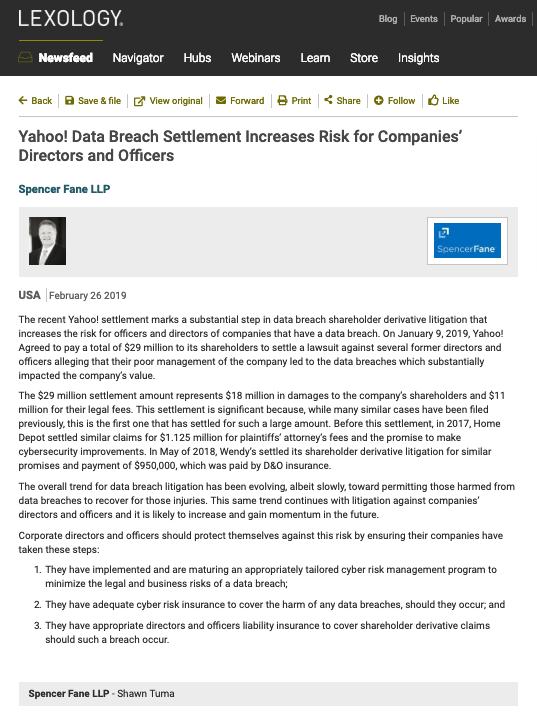 LEXOLOGY.
Blog Events Popular Awards
Newsfeed Navigator Hubs Webinars Learn Store Insights
Back Save & file View original Forward Print Share Follow Like
Yahoo! Data Breach Settlement Increases Risk for Companies’
Directors and Officers
Spencer Fane LLP
SpencerFane
USA February 26 2019
The recent Yahoo! settlement marks a substantial step in data breach shareholder derivative litigation that
increases the risk for officers and directors of companies that have a data breach. On January 9, 2019, Yahoo!
Agreed to pay a total of $29 million to its shareholders to settle a lawsuit against several former directors and
officers alleging that their poor management of the company led to the data breaches which substantially
impacted the company’s value.
The $29 million settlement amount represents $18 million in damages to the company’s shareholders and $11
million for their legal fees. This settlement is significant because, while many similar cases have been filed
previously, this is the first one that has settled for such a large amount. Before this settlement, in 2017, Home
Depot settled similar claims for $1.125 million for plaintiffs’ attorney’s fees and the promise to make
cybersecurity improvements. In May of 2018, Wendy’s settled its shareholder derivative litigation for similar
promises and payment of $950,000, which was paid by D&O insurance.
The overall trend for data breach litigation has been evolving, albeit slowly, toward permitting those harmed from
data breaches to recover for those injuries. This same trend continues with litigation against companies’
directors and officers and it is likely to increase and gain momentum in the future.
Corporate directors and officers should protect themselves against this risk by ensuring their companies have
taken these steps:
1. They have implemented and are maturing an appropriately tailored cyber risk management program to
minimize the legal and business risks of a data breach;
2. They have adequate cyber risk insurance to cover the harm of any data breaches, should they occur; and
3. They have appropriate directors and officers liability insurance to cover shareholder derivative claims
should such a breach occur.
Spencer Fane LLP - Shawn Tuma